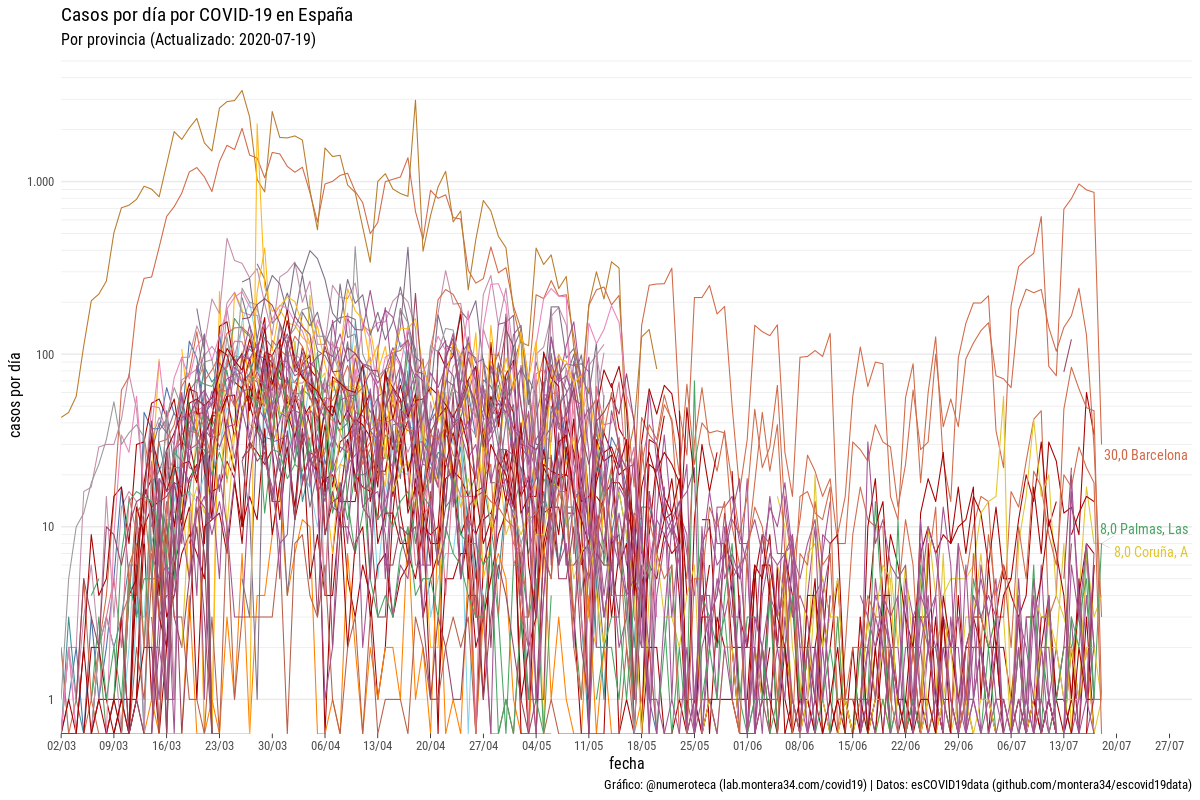 Casos por día por COVID-19 en España
Por provincia (Actualizado: 2020-07-19)
casos por día
1.000
100
10
1
30,0 Barcelona
8,0 Palmas, Las
8,0 Coruña, A
02/03 09/03 16/03 23/03 30/03 06/04 13/04 20/04 27/04 04/05 11/05 18/05 25/05 01/06 08/06 15/06 22/06 29/06 06/07 13/07 20/07 27/07
fecha
Gráfico: @numeroteca (lab.montera34.com/covid19) | Datos: esCOVID19data (github.com/montera34/escovid19data)